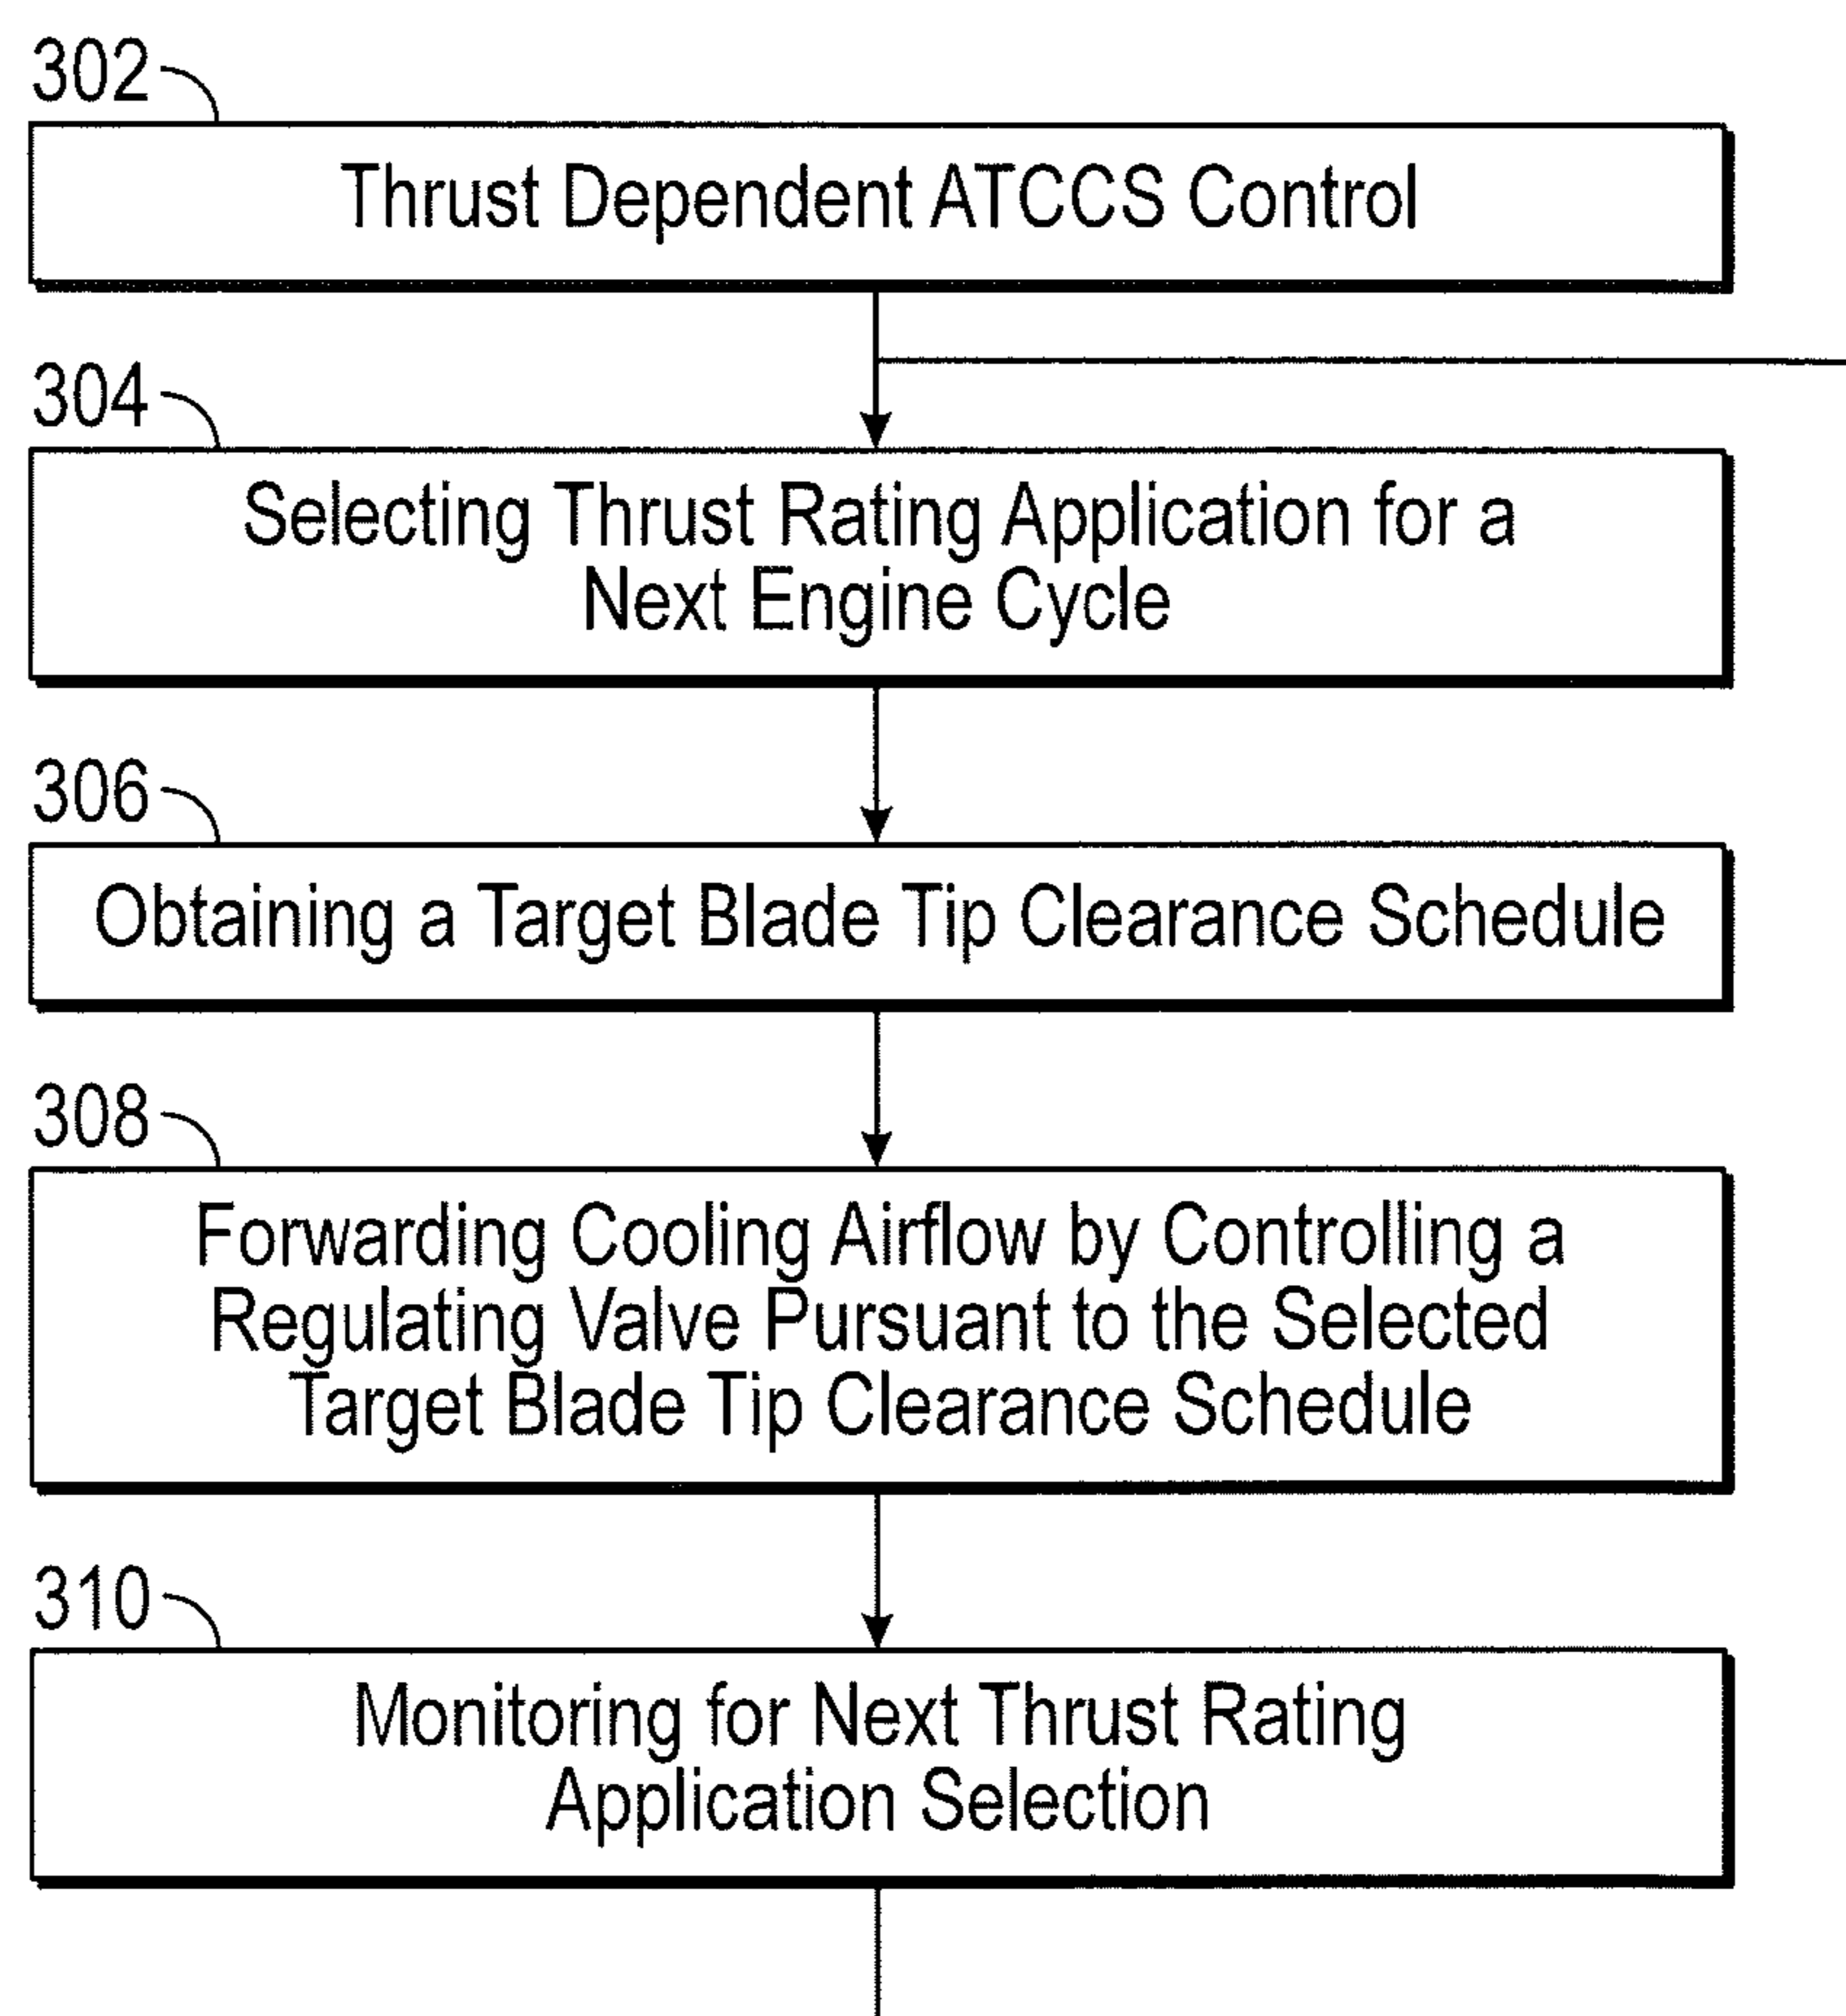 302
Thrust Dependent ATCCS Control
304
Selecting Thrust Rating Application for a
Next Engine Cycle
306
Obtaining a Target Blade Tip Clearance Schedule
308
Forwarding Cooling Airflow by Controlling a
Regulating Valve Pursuant to the Selected
Target Blade Tip Clearance Schedule
310
Monitoring for Next Thrust Rating
Application Selection